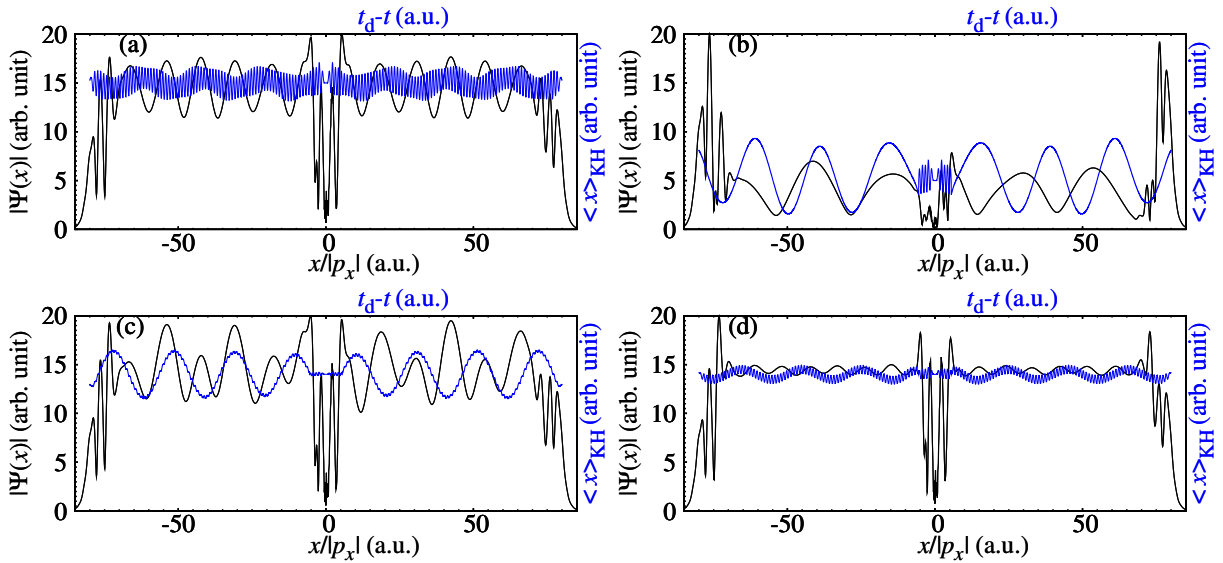 t_d-t (a.u.)
t_d-t (a.u.)
(a)
(b)
20
15
10
5
0
|Ψ(x)| (arb. unit)
<x>_KH (arb. unit)
-50
0
50
x/|p_x| (a.u.)
20
15
10
5
0
|Ψ(x)| (arb. unit)
<x>_KH (arb. unit)
-50
0
50
x/|p_x| (a.u.)
t_d-t (a.u.)
t_d-t (a.u.)
(c)
(d)
20
15
10
5
0
|Ψ(x)| (arb. unit)
<x>_KH (arb. unit)
-50
0
50
x/|p_x| (a.u.)
20
15
10
5
0
|Ψ(x)| (arb. unit)
<x>_KH (arb. unit)
-50
0
50
x/|p_x| (a.u.)